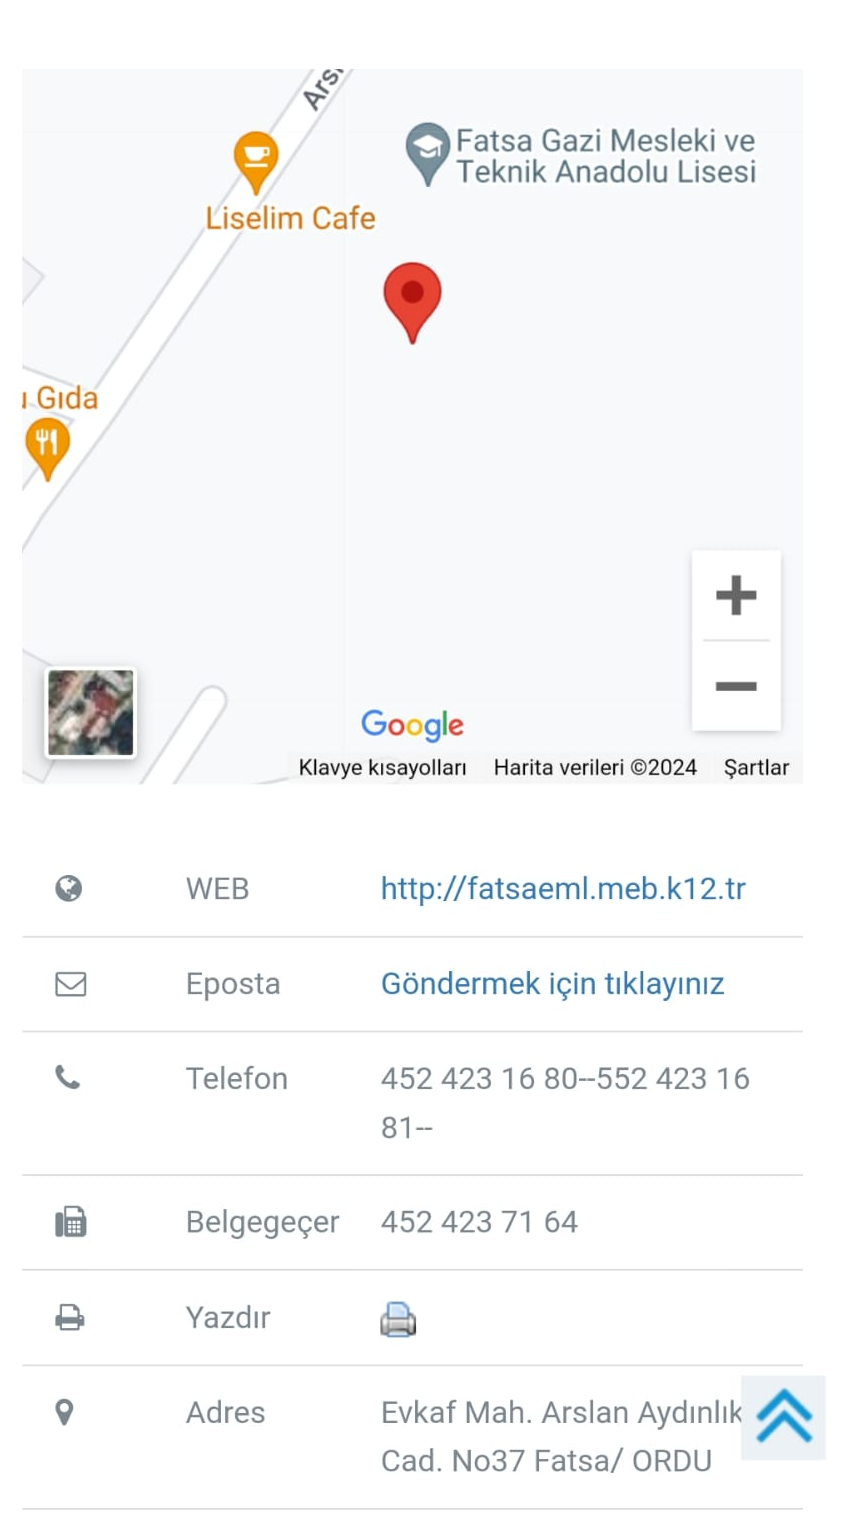 Arsl
Liselim Cafe
Fatsa Gazi Mesleki ve
Teknik Anadolu Lisesi
u Gıda
Google
Klavye kısayolları Harita verileri ©2024 Şartlar
WEB http://fatsaeml.meb.k12.tr
Eposta Göndermek için tıklayınız
Telefon 452 423 16 80--552 423 16
81--
Belgegeçer 452 423 71 64
Yazdır
Adres Evkaf Mah. Arslan Aydınlık
Cad. No37 Fatsa/ ORDU